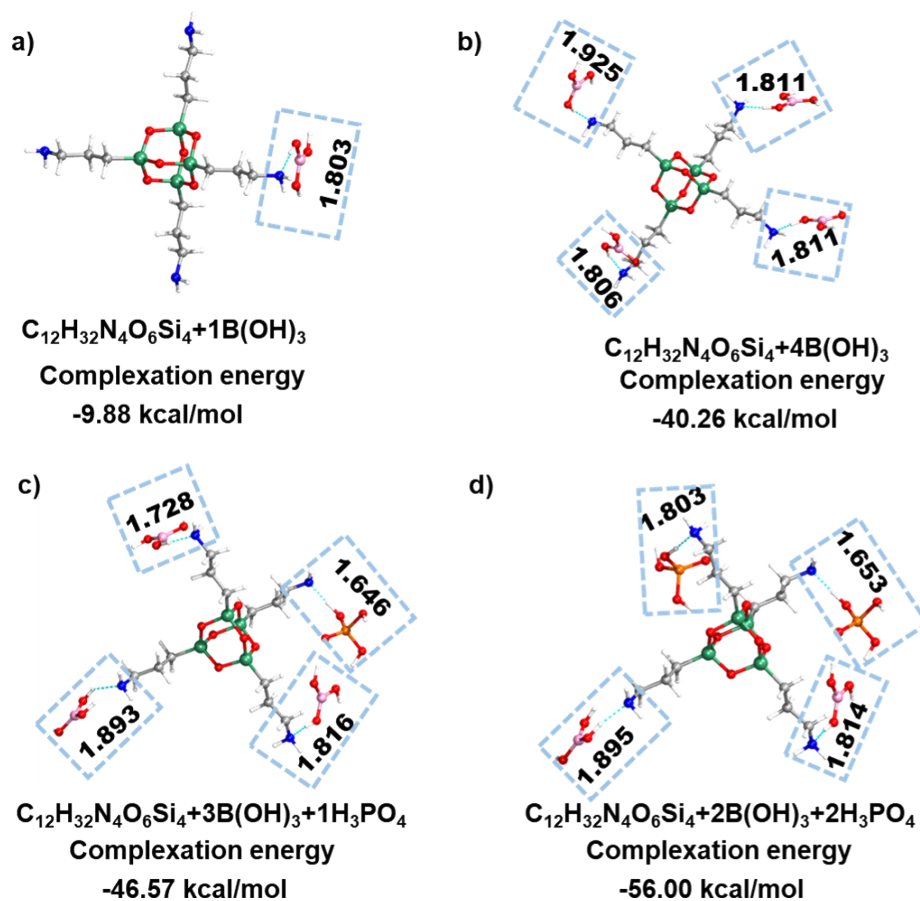 a)
1.803
C₁₂H₃₂N₄O₆Si₄+1B(OH)₃
Complexation energy
-9.88 kcal/mol
b)
1.925
1.811
1.811
1.806
C₁₂H₃₂N₄O₆Si₄+4B(OH)₃
Complexation energy
-40.26 kcal/mol
c)
1.728
1.646
1.893
1.816
C₁₂H₃₂N₄O₆Si₄+3B(OH)₃+1H₃PO₄
Complexation energy
-46.57 kcal/mol
d)
1.803
1.653
1.895
1.814
C₁₂H₃₂N₄O₆Si₄+2B(OH)₃+2H₃PO₄
Complexation energy
-56.00 kcal/mol